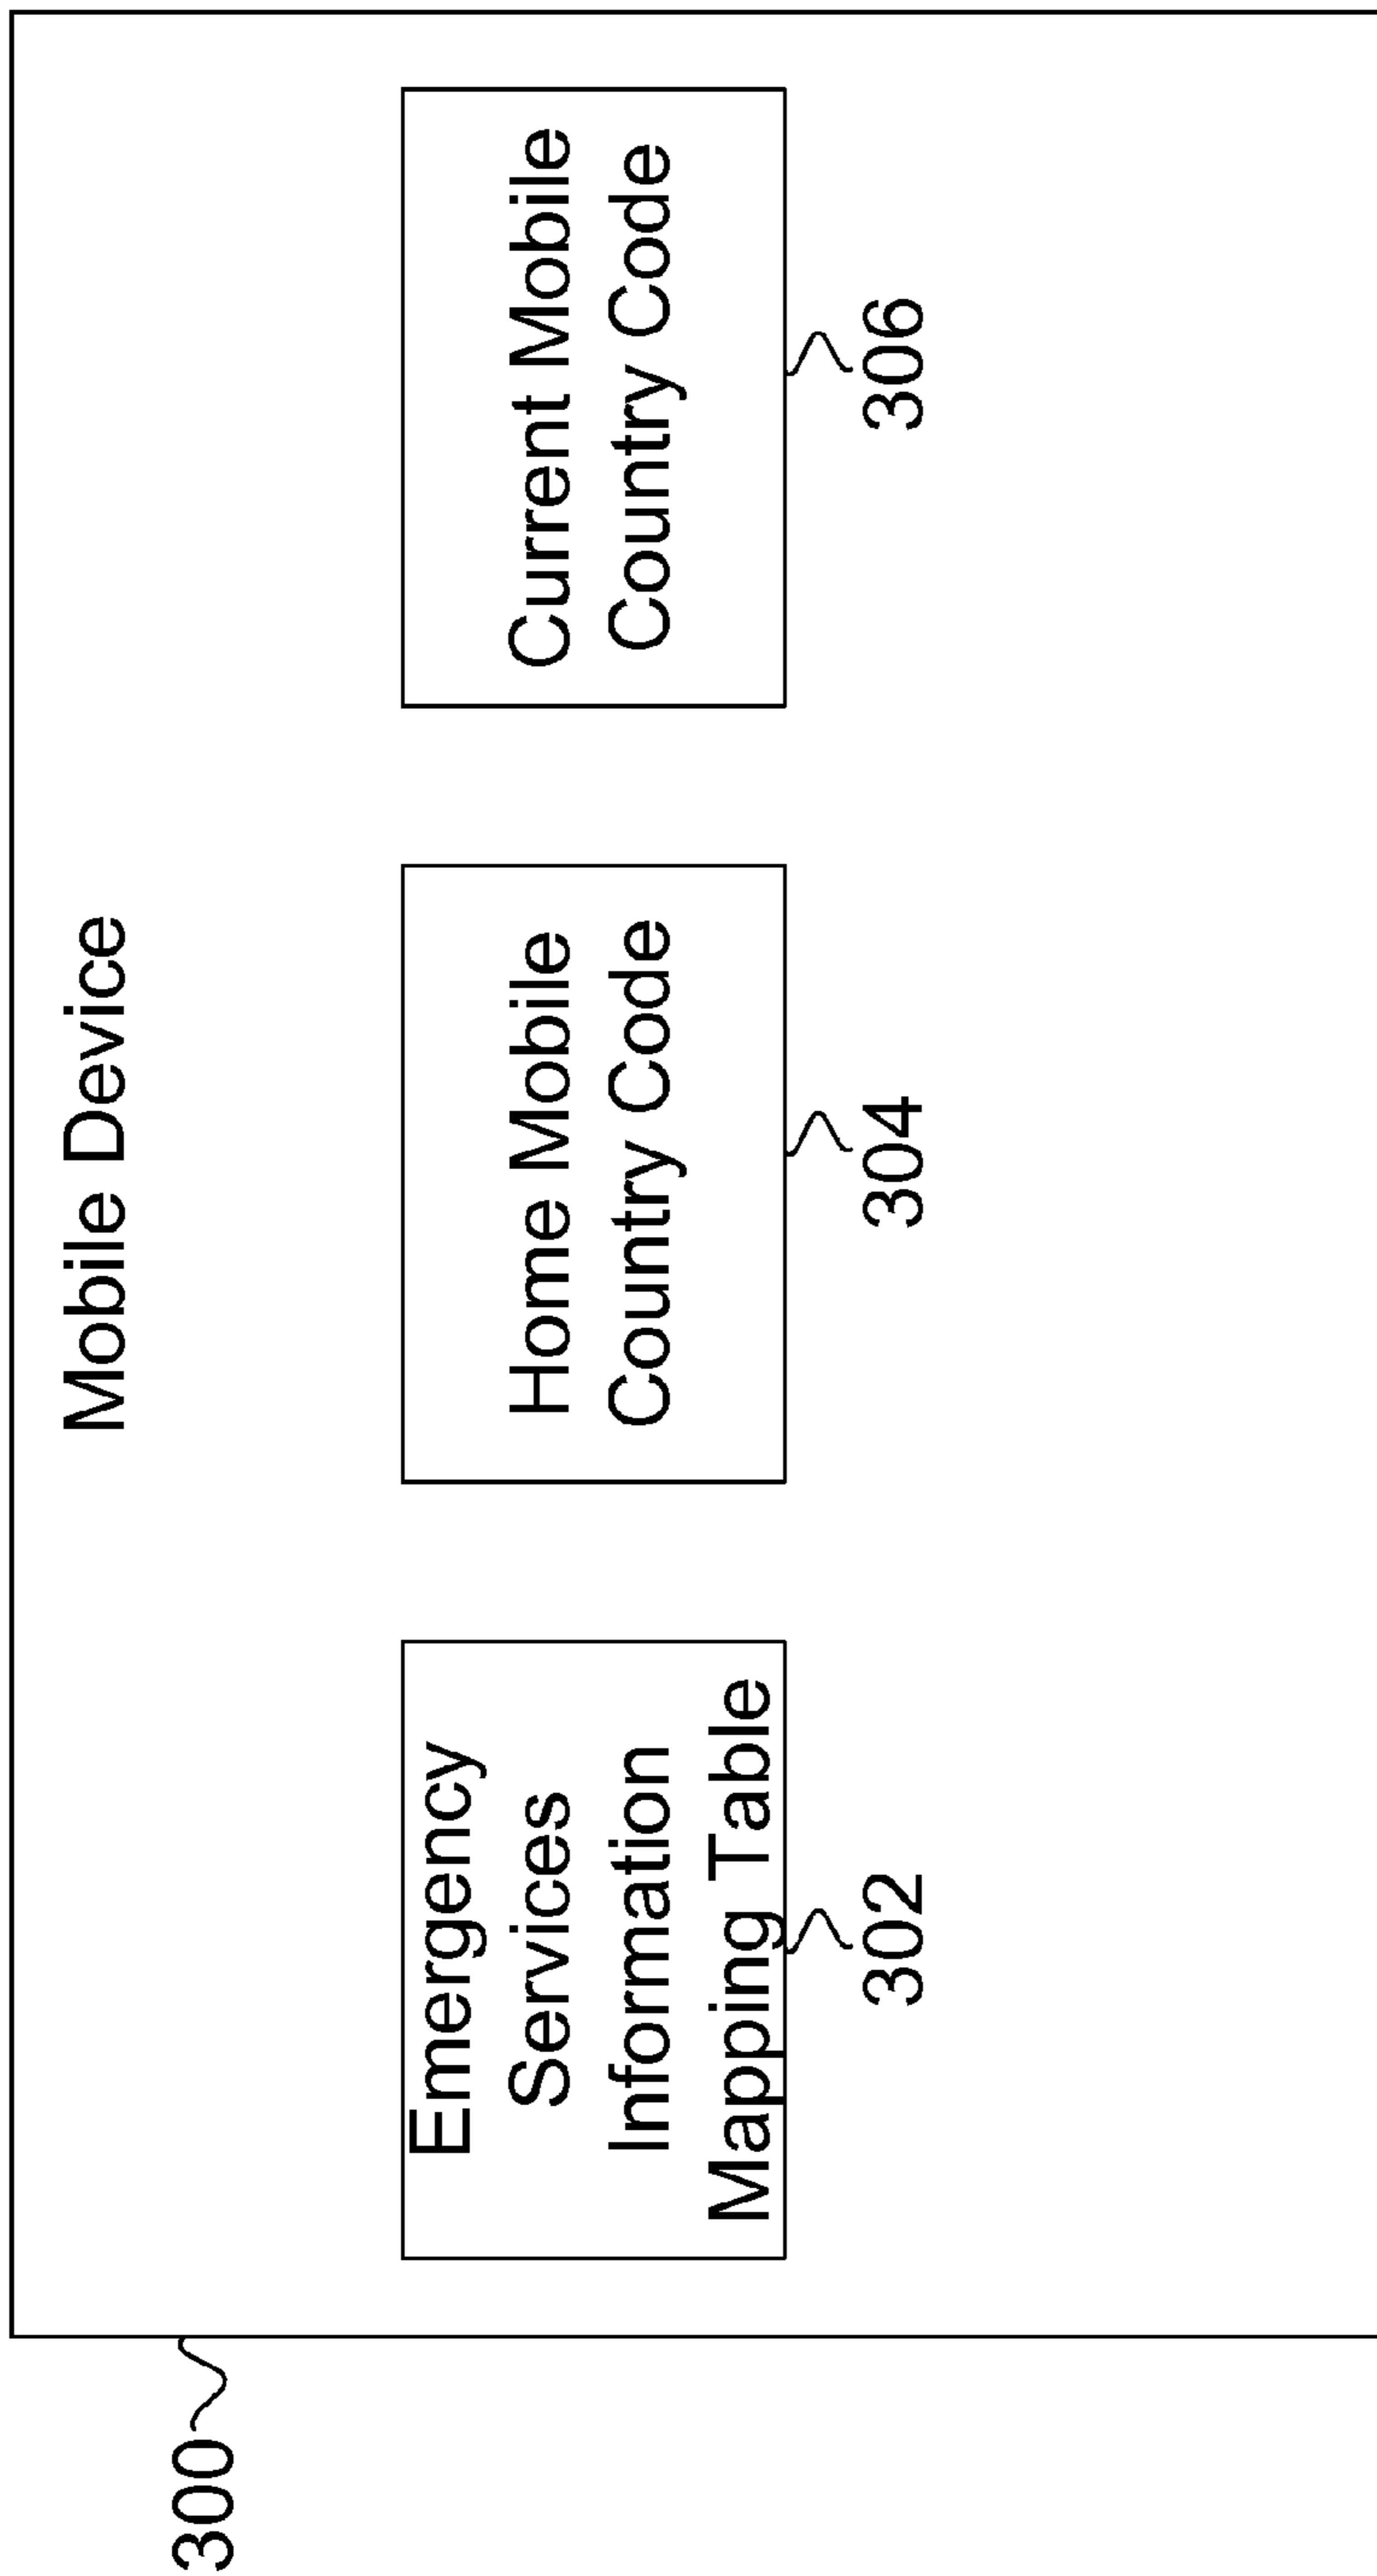 Mobile Device
300
Emergency
Services
Information
Mapping Table
302
Home Mobile
Country Code
304
Current Mobile
Country Code
306